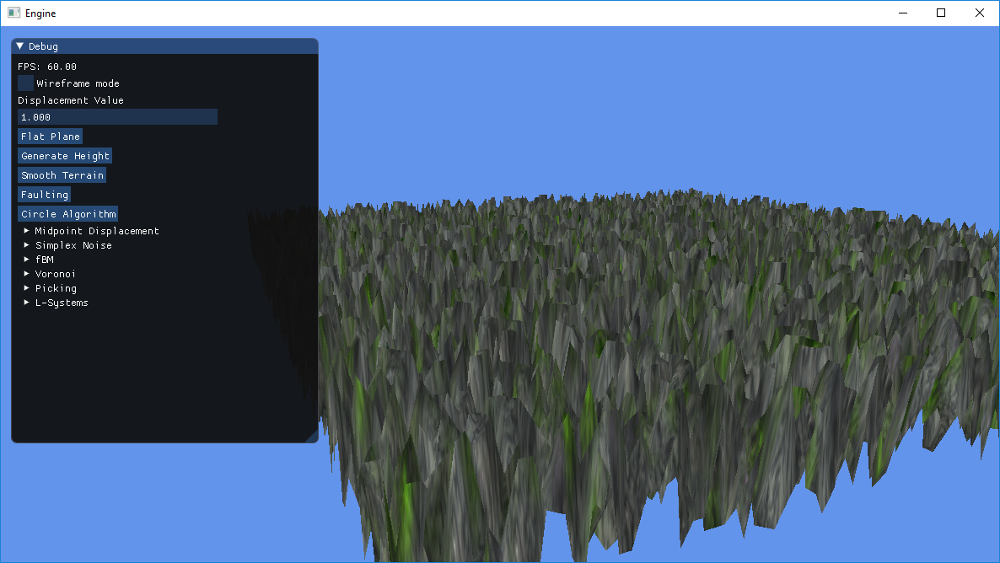 Engine
Debug
FPS: 60.00
Wireframe mode
Displacement Value
1.000
Flat Plane
Generate Height
Smooth Terrain
Faulting
Circle Algorithm
Midpoint Displacement
Simplex Noise
fBM
Voronoi
Picking
L-Systems